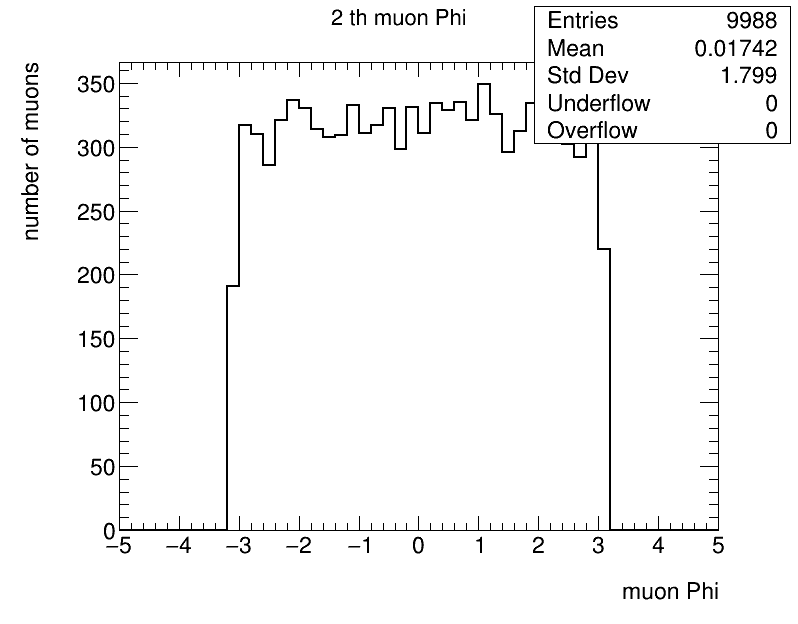 2 th muon Phi
Entries 9988
Mean 0.01742
Std Dev 1.799
Underflow 0
Overflow 0
number of muons
350
300
250
200
150
100
50
0
−5 −4 −3 −2 −1 0 1 2 3 4 5
muon Phi